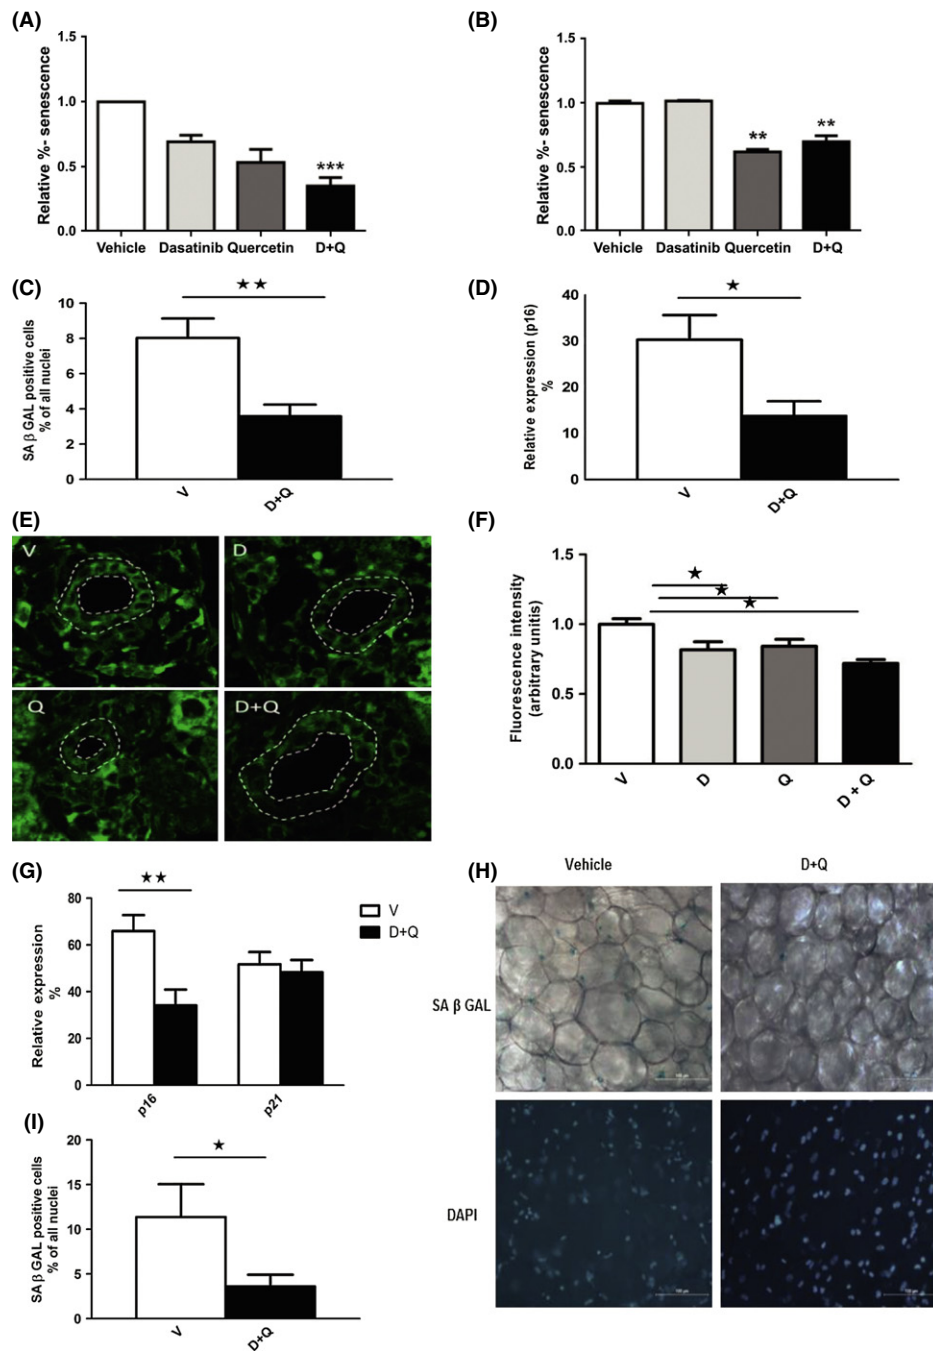 (A)
Relative %- senescence
1.5
1.0
0.5
0.0
***
Vehicle Dasatinib Quercetin D+Q
(B)
Relative %- senescence
1.5
1.0
0.5
0.0
**
**
Vehicle Dasatinib Quercetin D+Q
(C)
SA β GAL positive cells
% of all nuclei
10
8
6
4
2
0
★★
V D+Q
(D)
Relative expression (p16)
%
40
30
20
10
0
★
V D+Q
(E)
V D
Q D+Q
(F)
Fluorescence intensity
(arbitrary unitis)
1.5
1.0
0.5
0.0
★
★
★
V D Q D + Q
(G)
Relative expression
%
80
60
40
20
0
★★
V
D+Q
p16 p21
(H)
Vehicle D+Q
SA β GAL
DAPI
(I)
SA β GAL positive cells
% of all nuclei
20
15
10
5
0
★
V D+Q